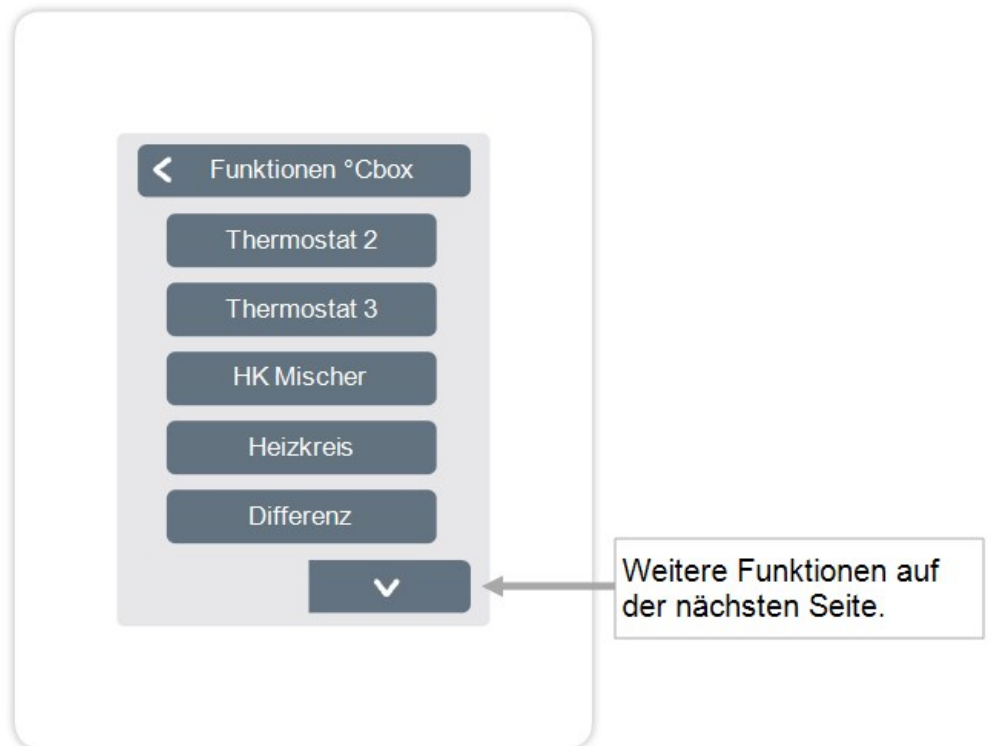 Funktionen °Cbox
Thermostat 2
Thermostat 3
HK Mischer
Heizkreis
Differenz
Weitere Funktionen auf
der nächsten Seite.